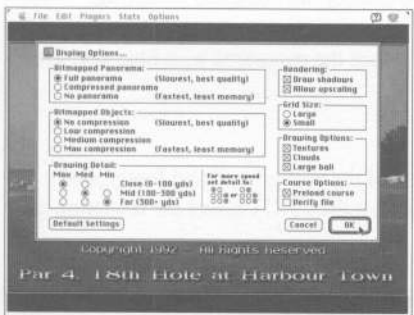 File Edit Players Stats Options
Display Options...
Bitmapped Panorama:
Full panorama (Slowest, best quality)
Compressed panorama
No panorama (Fastest, least memory)
Bitmapped Objects:
No compression (Slowest, best quality)
Low compression
Medium compression
Max compression (Fastest, least memory)
Drawing Detail:
Max Med Min
Close (0-100 yds)
Mid (100-300 yds)
Far (300+ yds)
For more speed
set detail to:
or
Default Settings
Rendering:
Draw shadows
Allow upscaling
Grid Size:
Large
Small
Drawing Options:
Textures
Clouds
Large ball
Course Options:
Preload course
Verify file
Cancel OK
Copyright 1992 - All Rights Reserved
Par 4, 18th Hole at Harbour Town